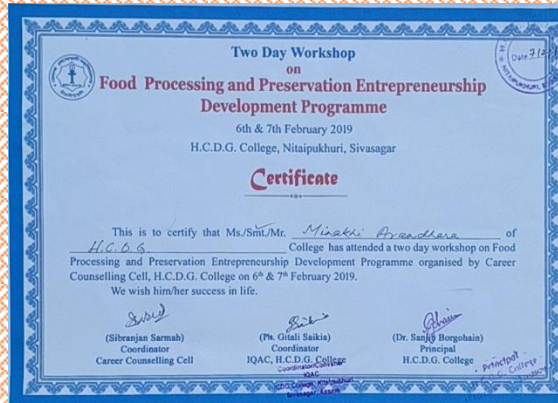 Two Day Workshop
on
Food Processing and Preservation Entrepreneurship
Development Programme
6th & 7th February 2019
H.C.D.G. College, Nitaipukhuri, Sivasagar
Certificate
This is to certify that Ms./Smt./Mr. Minakhi of
H.C.D.G. College has attended a two day workshop on Food
Processing and Preservation Entrepreneurship Development Programme organised by Career
Counselling Cell, H.C.D.G. College on 6th & 7th February 2019.
We wish him/her success in life.
(Sibranjan Sarmah) (Ms. Gitali Saikia) (Dr. Borgohain)
Coordinator Coordinator Principal
Career Counselling Cell IQAC, H.C.D.G. College H.C.D.G. College
IQAC
Principal
College
Date